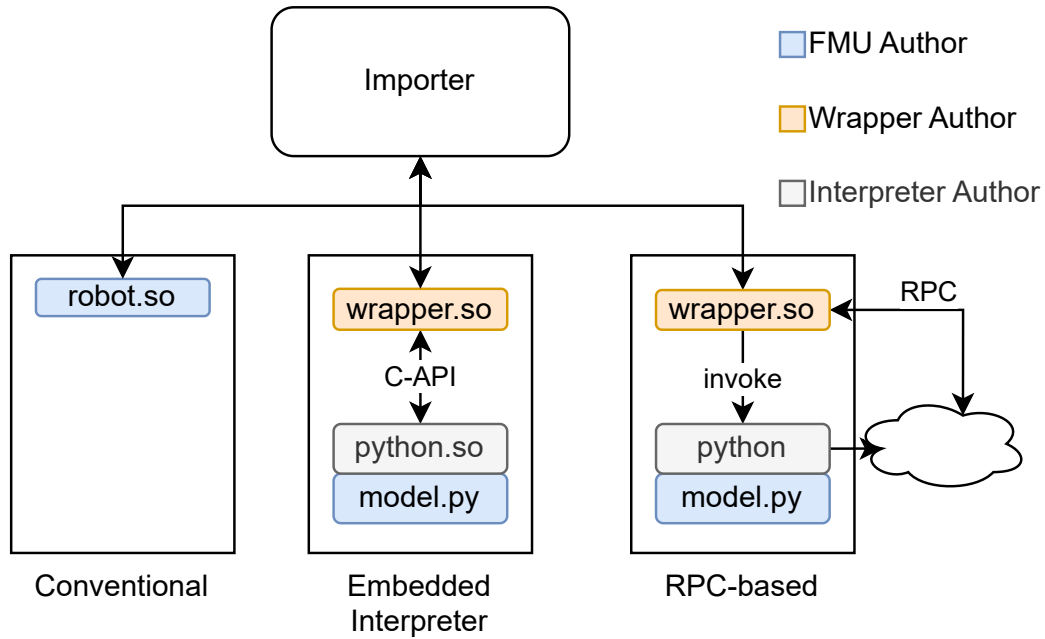 Importer
FMU Author
Wrapper Author
Interpreter Author
robot.so
wrapper.so
C-API
python.so
model.py
wrapper.so
invoke
python
model.py
RPC
Conventional
Embedded
Interpreter
RPC-based